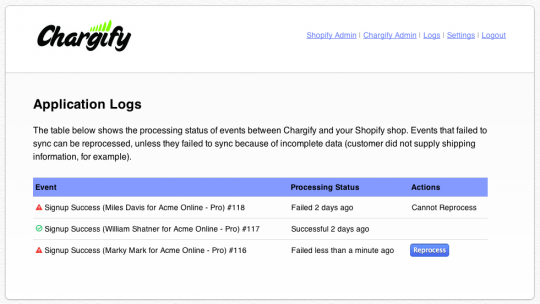 Chargify
Shopify Admin | Chargify Admin | Logs | Settings | Logout
Application Logs
The table below shows the processing status of events between Chargify and your Shopify shop. Events that failed to
sync can be reprocessed, unless they failed to sync because of incomplete data (customer did not supply shipping
information, for example).
Event Processing Status Actions
Signup Success (Miles Davis for Acme Online - Pro) #118 Failed 2 days ago Cannot Reprocess
Signup Success (William Shatner for Acme Online - Pro) #117 Successful 2 days ago
Signup Success (Marky Mark for Acme Online - Pro) #116 Failed less than a minute ago Reprocess